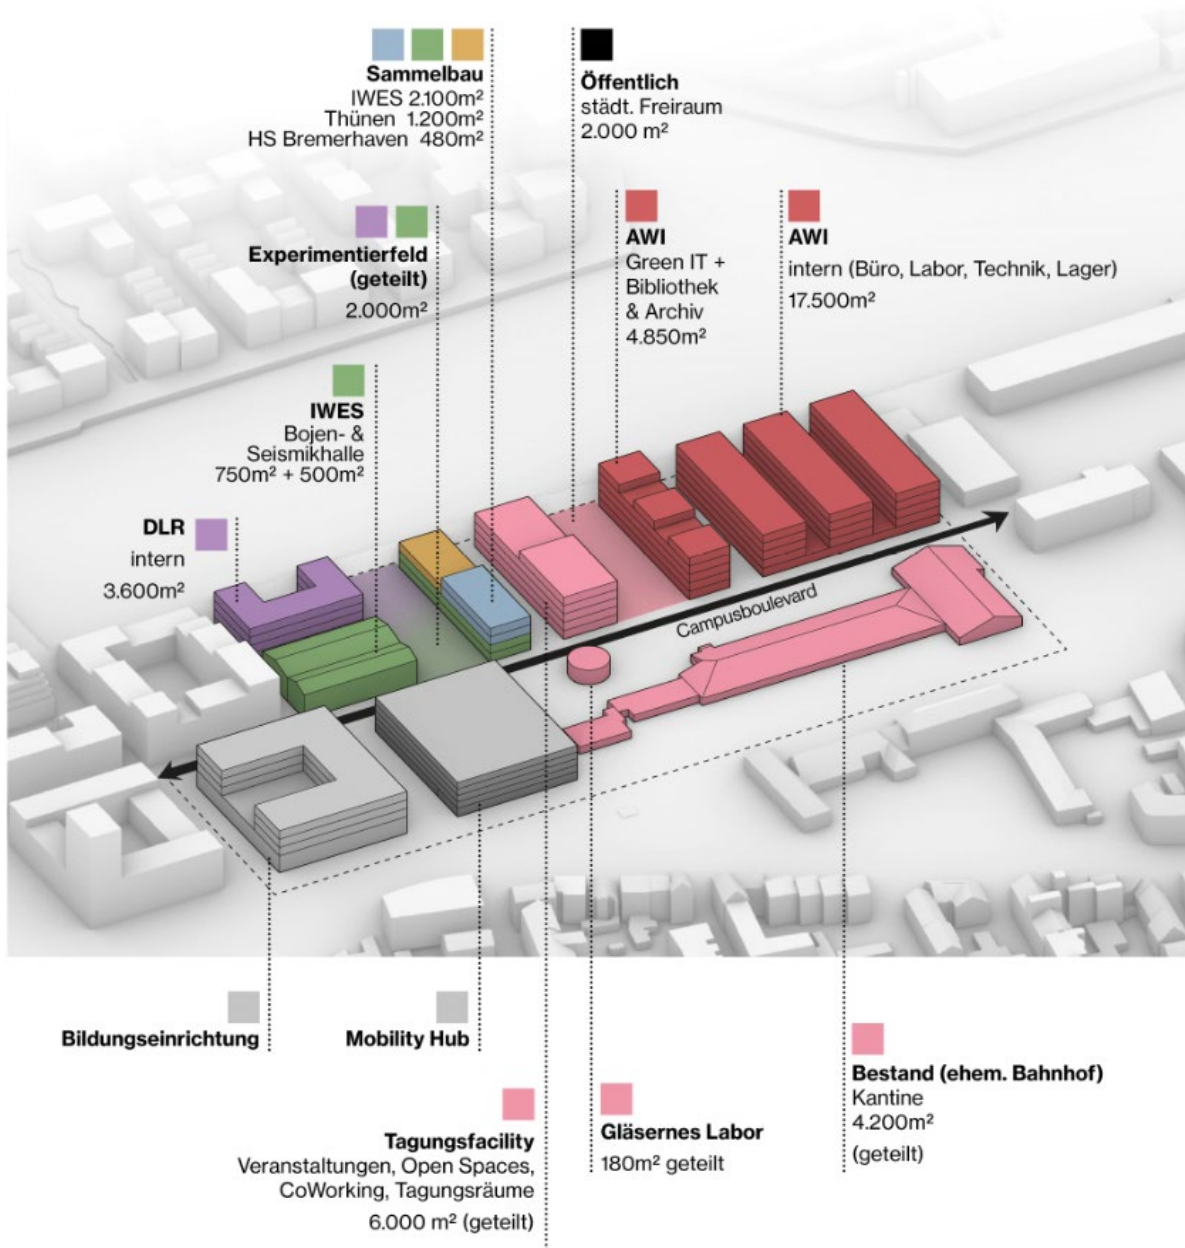 Sammelbau
IWES 2.100m²
Thünen 1.200m²
HS Bremerhaven 480m²
Öffentlich
städt. Freiraum
2.000 m²
Experimentierfeld
(geteilt)
2.000m²
AWI
Green IT +
Bibliothek
& Archiv
4.850m²
AWI
intern (Büro, Labor, Technik, Lager)
17.500m²
IWES
Bojen- &
Seismikhalle
750m² + 500m²
DLR
intern
3.600m²
Campusboulevard
Bildungseinrichtung
Mobility Hub
Tagungsfacility
Veranstaltungen, Open Spaces,
CoWorking, Tagungsräume
6.000 m² (geteilt)
Gläsernes Labor
180m² geteilt
Bestand (ehem. Bahnhof)
Kantine
4.200m²
(geteilt)